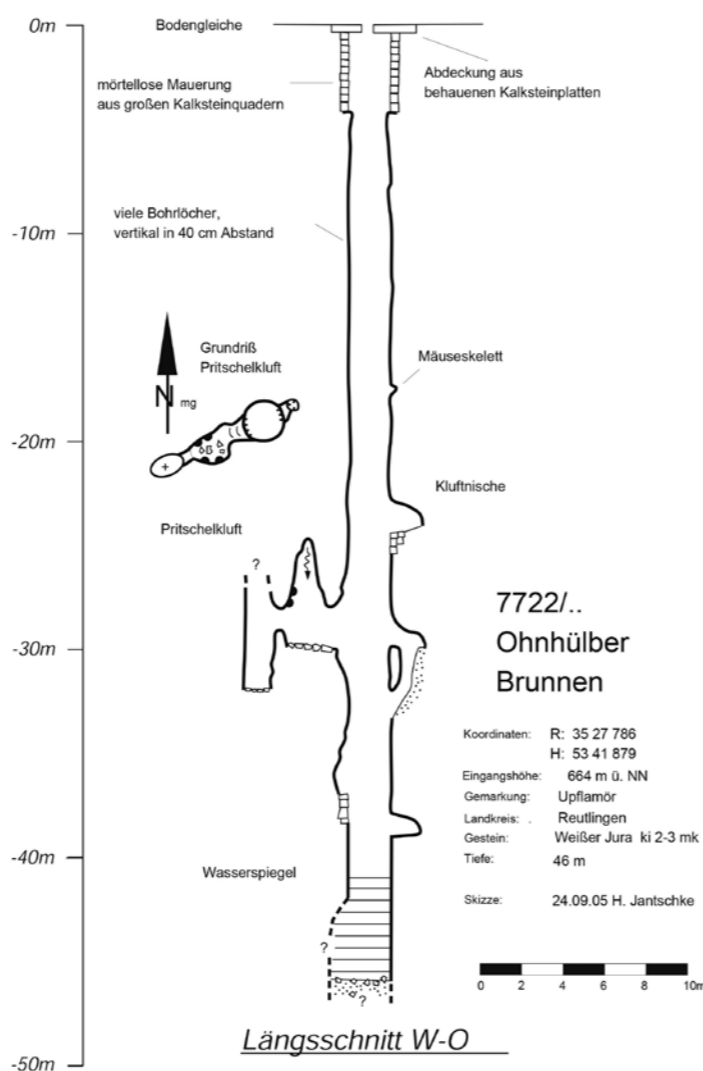 0m
Bodengleiche
mörtellose Mauerung
aus großen Kalksteinquadern
Abdeckung aus
behauenen Kalksteinplatten
-10m
viele Bohrlöcher,
vertikal in 40 cm Abstand
Grundriß
Pritschelkluft
N mg
Mäuseskelett
-20m
Kluftnische
Pritschelkluft
?
-30m
7722/..
Ohnhülber
Brunnen
Koordinaten: R: 35 27 786
H: 53 41 879
Eingangshöhe: 664 m ü. NN
Gemarkung: Upflamör
Landkreis: . Reutlingen
Gestein: Weißer Jura ki 2-3 mk
Tiefe: 46 m
Skizze: 24.09.05 H. Jantschke
-40m
Wasserspiegel
?
?
0 2 4 6 8 10m
Längsschnitt W-O
-50m